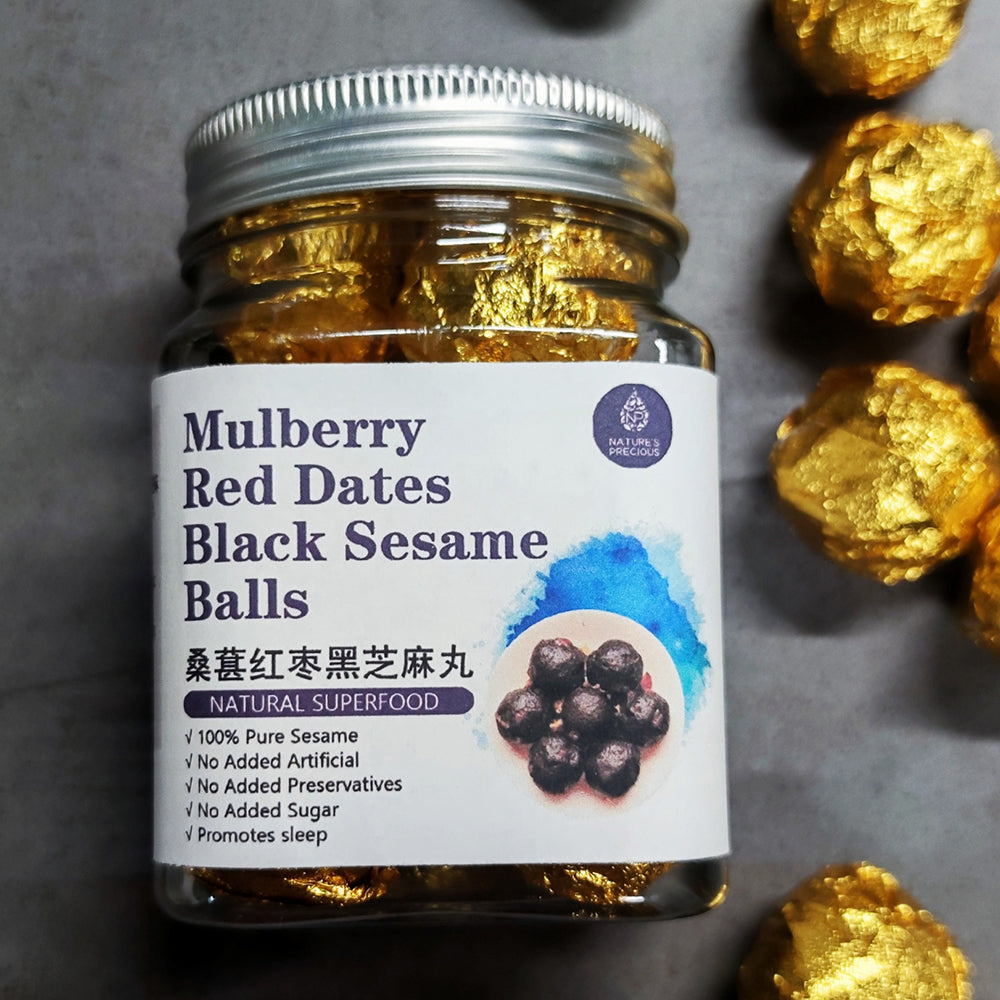 Mulberry
Red Dates
Black Sesame
Balls
桑葚红枣黑芝麻丸
NATURAL SUPERFOOD
√ 100% Pure Sesame
√ No Added Artificial
√ No Added Preservatives
√ No Added Sugar
√ Promotes sleep
NP
NATURE'S
PRECIOUS